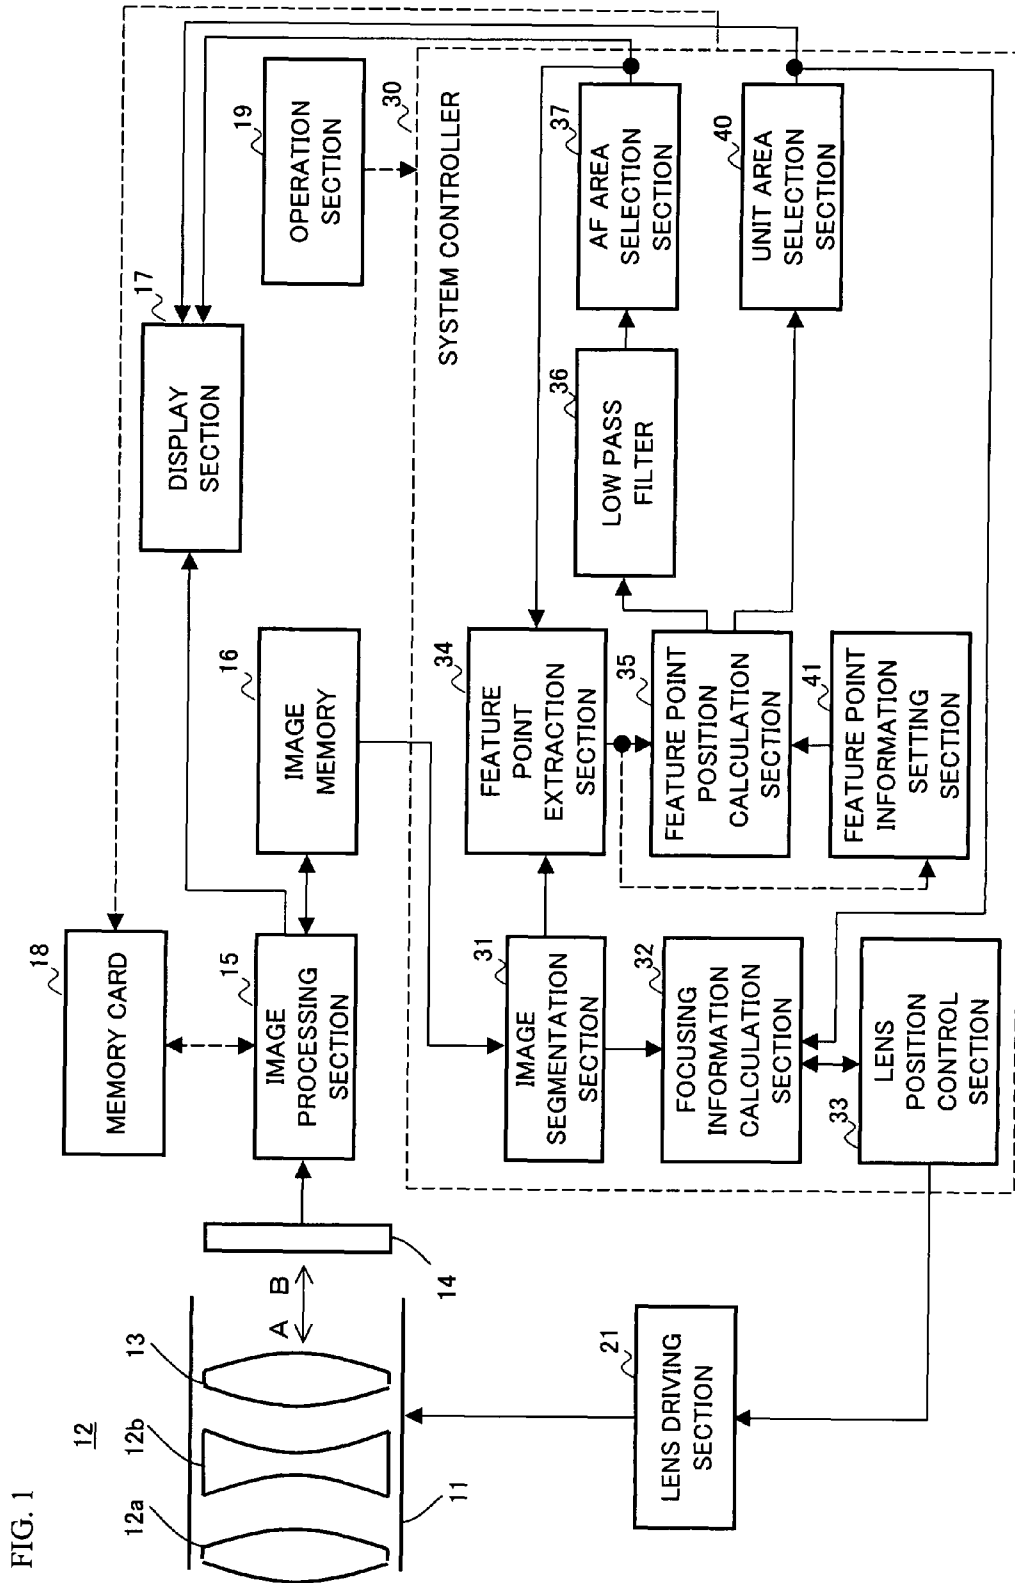 FIG. 1
12
12a
12b
13
11
A
B
14
18
MEMORY CARD
15
IMAGE
PROCESSING
SECTION
16
IMAGE
MEMORY
17
DISPLAY
SECTION
19
OPERATION
SECTION
30
SYSTEM CONTROLLER
21
LENS DRIVING
SECTION
31
IMAGE
SEGMENTATION
SECTION
32
FOCUSING
INFORMATION
CALCULATION
SECTION
33
LENS
POSITION
CONTROL
SECTION
34
FEATURE
POINT
EXTRACTION
SECTION
35
FEATURE POINT
POSITION
CALCULATION
SECTION
41
FEATURE POINT
INFORMATION
SETTING
SECTION
36
LOW PASS
FILTER
37
AF AREA
SELECTION
SECTION
40
UNIT AREA
SELECTION
SECTION